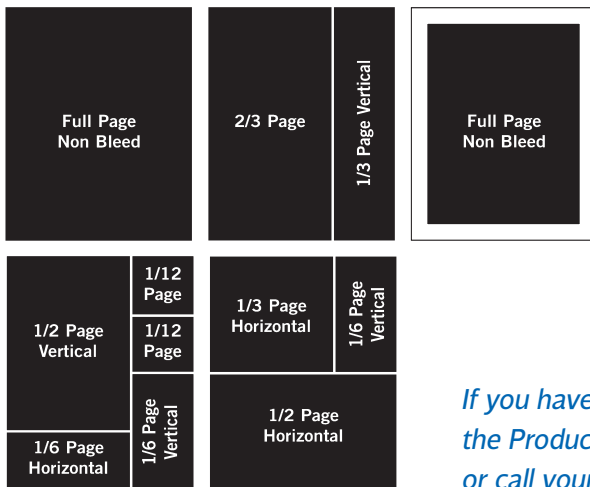 Full Page
Non Bleed
2/3 Page
1/3 Page Vertical
Full Page
Non Bleed
1/2 Page
Vertical
1/12
Page
1/12
Page
1/6 Page
Horizontal
1/6 Page
Vertical
1/3 Page
Horizontal
1/6 Page
Vertical
1/2 Page
Horizontal
If you have
the Produc
or call your